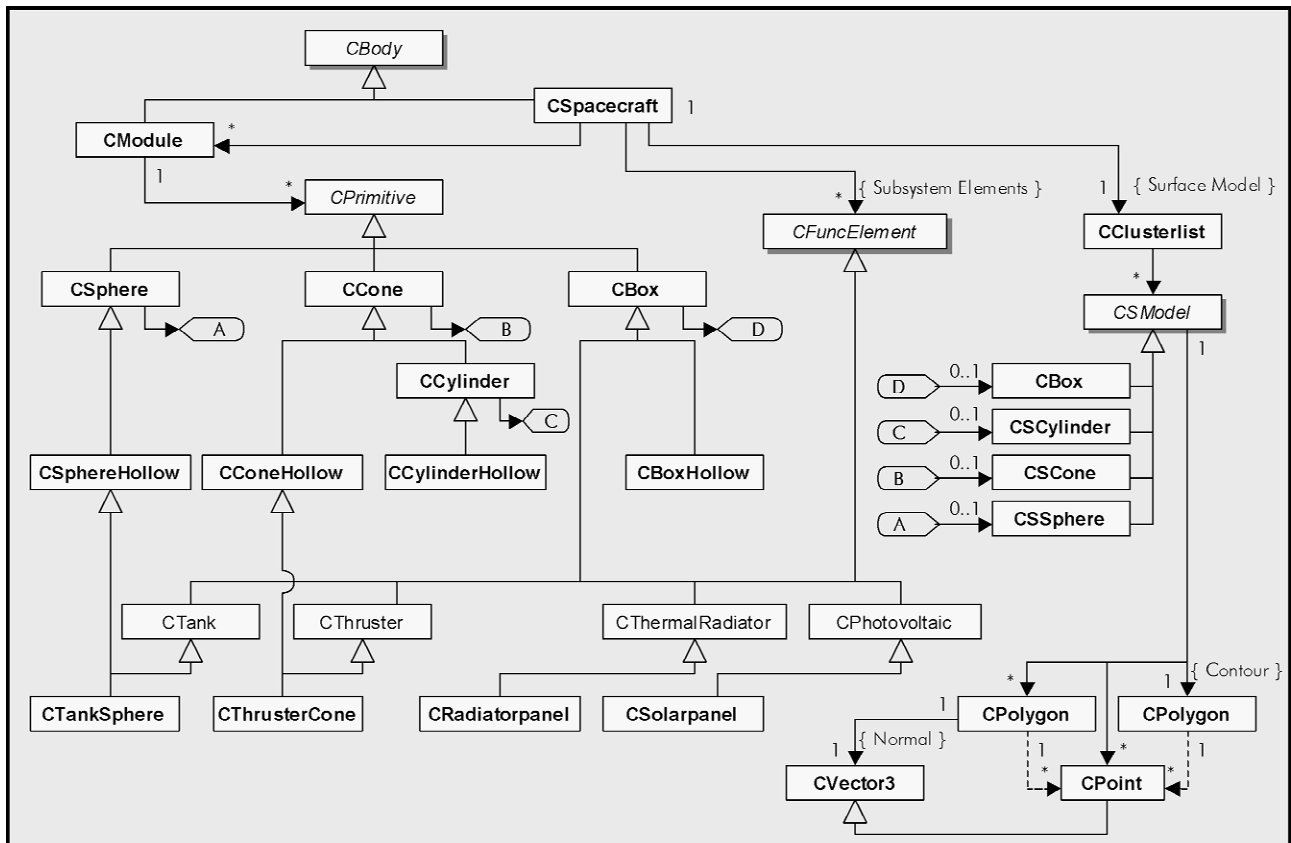 CBody
CSpacecraft
1
CModule
*
1
*
CPrimitive
* { Subsystem Elements }
1 { Surface Model }
CFuncElement
CClusterlist
*
CSphere
CCone
CBox
A
B
D
CSModel
1
CCylinder
C
D
0..1
CBox
C
0..1
CSCylinder
B
0..1
CSCone
A
0..1
CSSphere
CSphereHollow
CConeHollow
CCylinderHollow
CBoxHollow
CTank
CThruster
CThermalRadiator
CPhotovoltaic
CTankSphere
CThrusterCone
CRadiatorpanel
CSolarpanel
*
1
{ Contour }
CPolygon
CPolygon
1
1 { Normal }
1
*
*
*
1
CVector3
CPoint